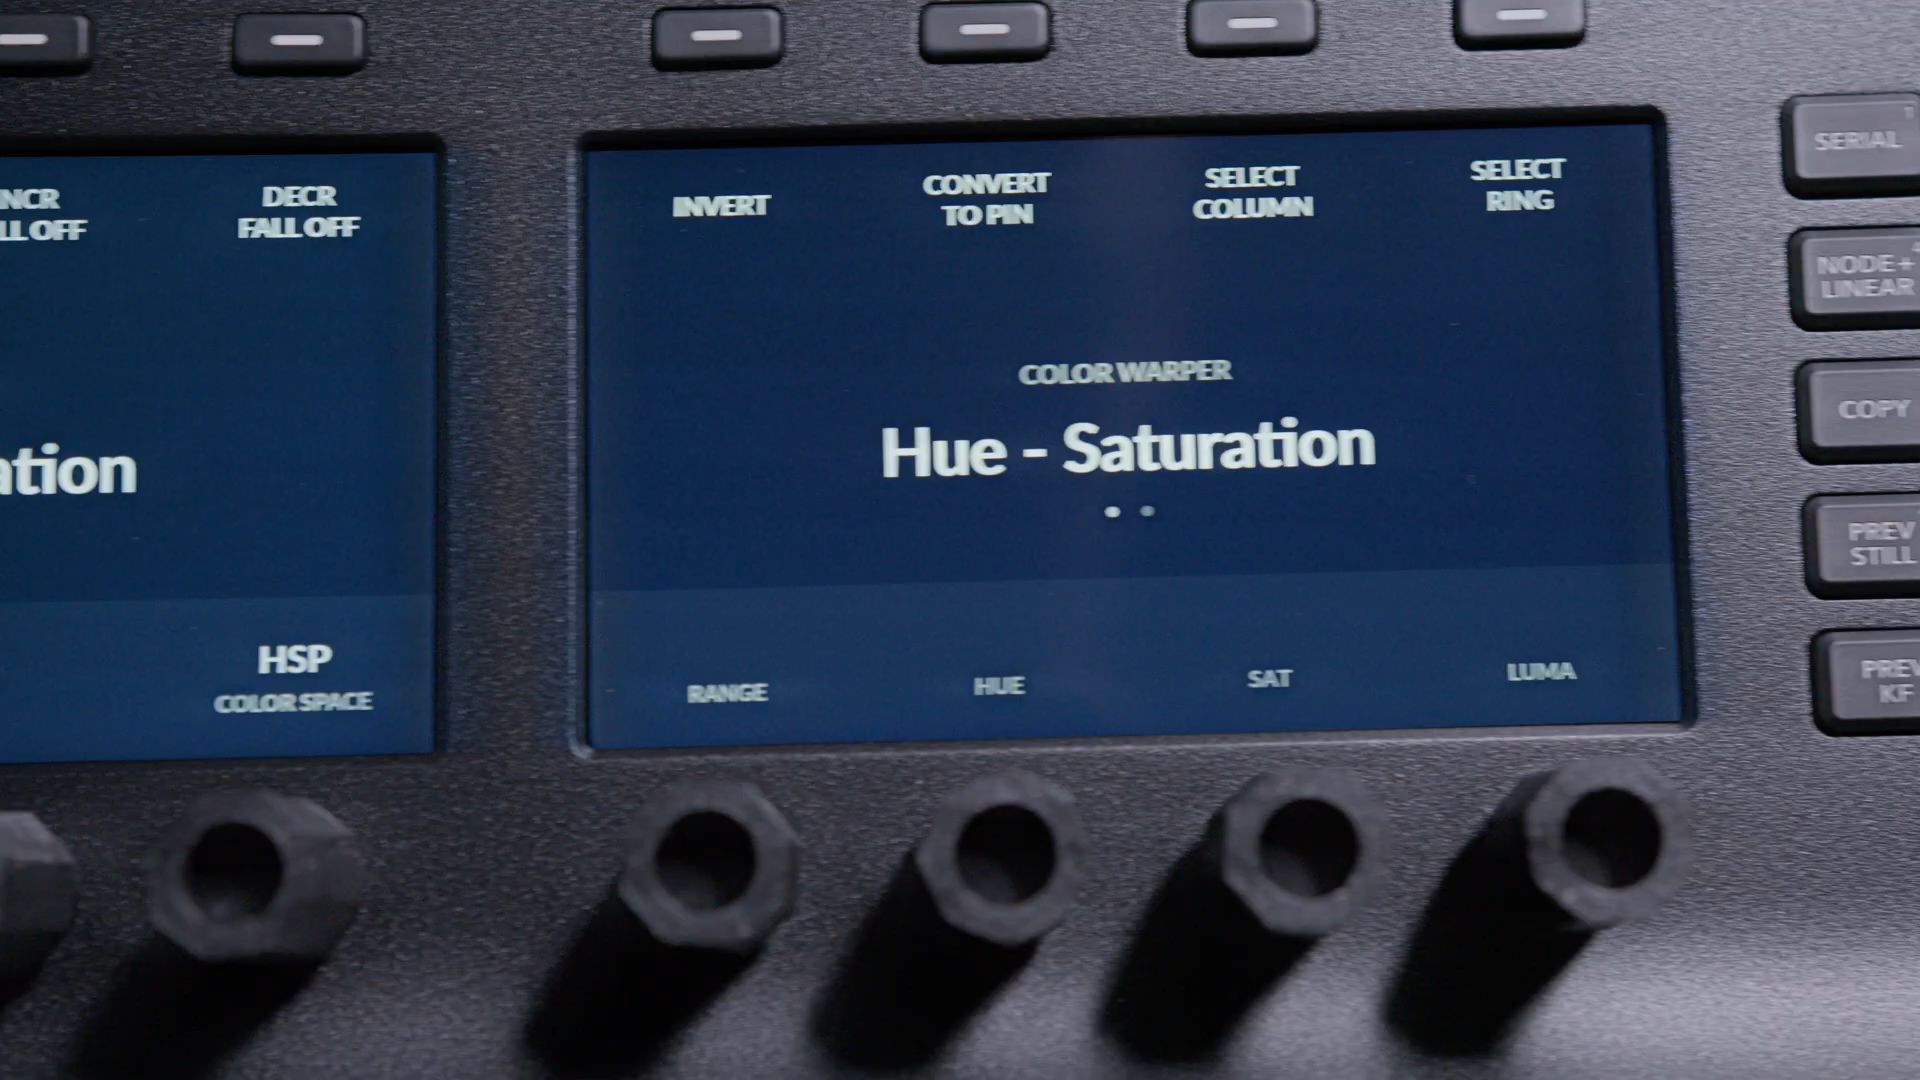 NCR
LL OFF
DECR
FALL OFF
ation
HSP
COLOR SPACE
INVERT
CONVERT
TO PIN
SELECT
COLUMN
SELECT
RING
COLOR WARPER
Hue - Saturation
RANGE
HUE
SAT
LUMA
SERIAL
NODE +
LINEAR
COPY
PREV
STILL
PREV
KF